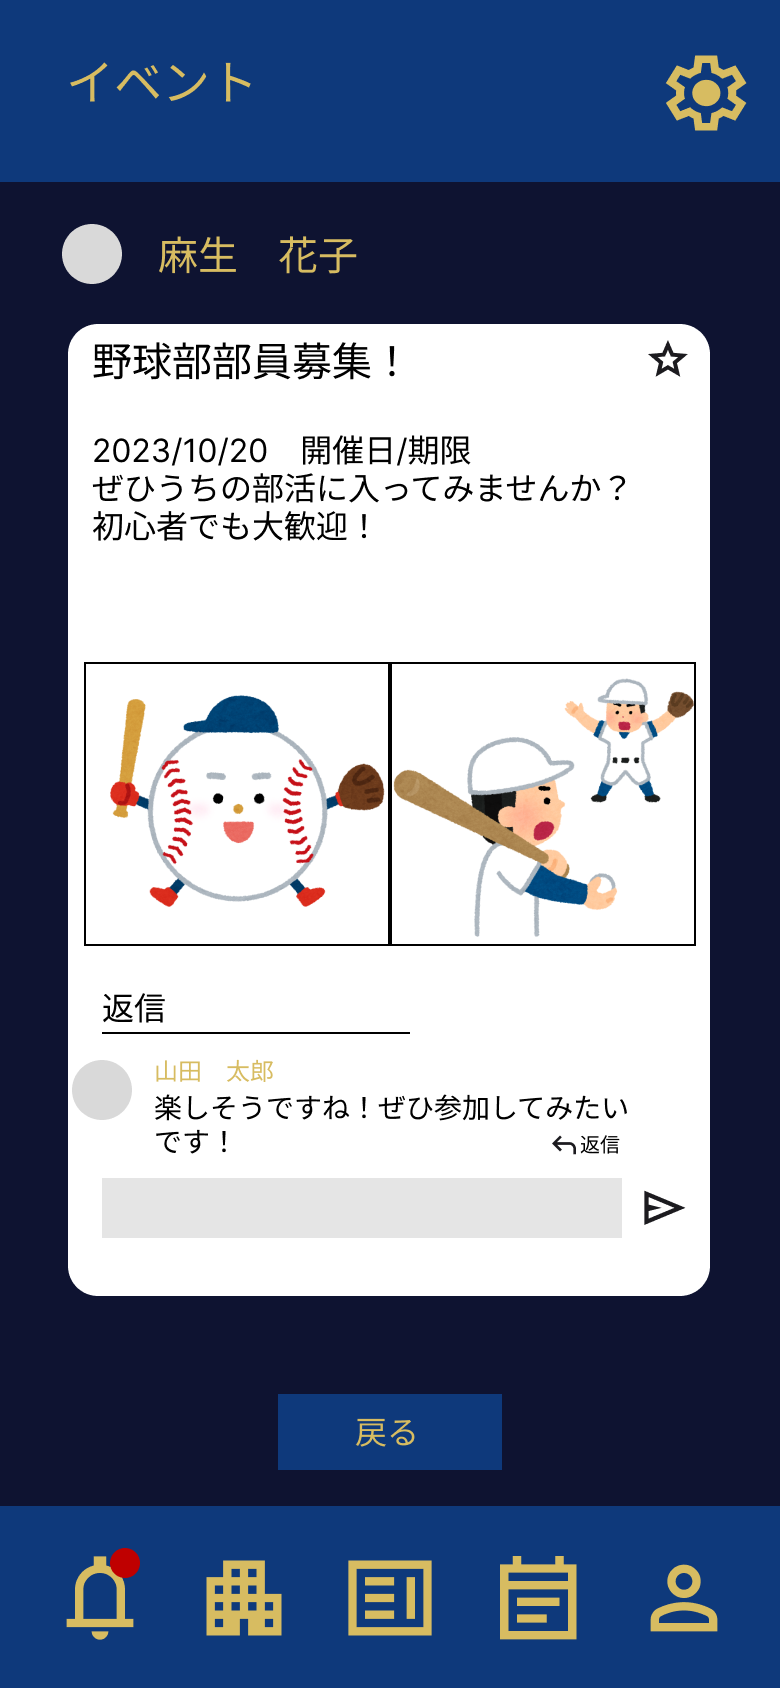 イベント
麻生　花子
野球部部員募集！
2023/10/20　開催日/期限
ぜひうちの部活に入ってみませんか？
初心者でも大歓迎！
返信
山田　太郎
楽しそうですね！ぜひ参加してみたい
です！
返信
戻る